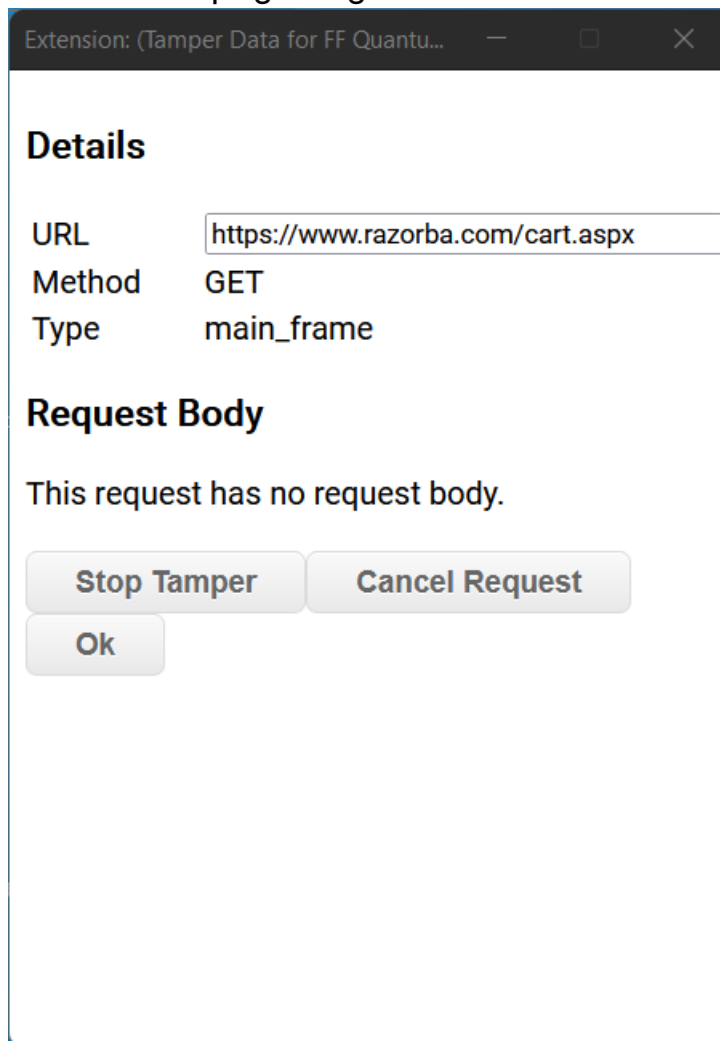 Extension: (Tamper Data for FF Quantu...
Details
URL https://www.razorba.com/cart.aspx
Method GET
Type main_frame
Request Body
This request has no request body.
Stop Tamper Cancel Request
Ok